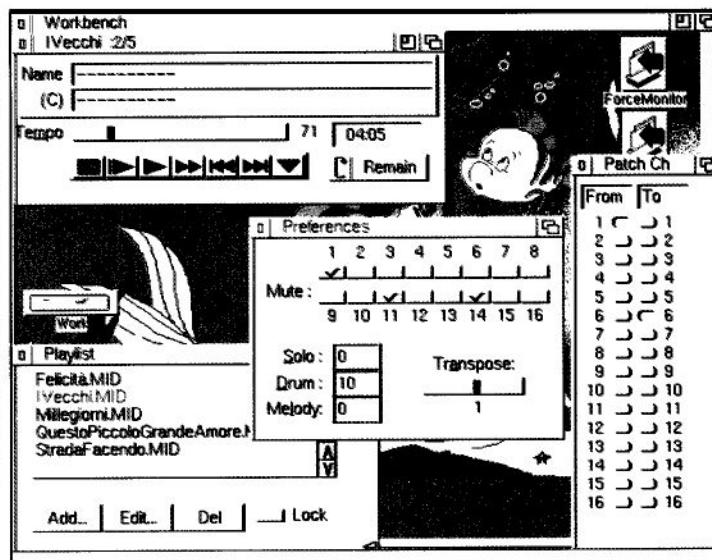 Workbench
IVecchi :2/5
Name -----------
(C) -----------
Tempo 71 04:05
Remain
ForceMonitor
Patch Ch
From To
1 1
2 2
3 3
4 4
5 5
6 6
7 7
8 8
9 9
10 10
11 11
12 12
13 13
14 14
15 15
16 16
Work
Preferences
1 2 3 4 5 6 7 8
Mute :
9 10 11 12 13 14 15 16
Solo : 0
Drum : 10
Melody: 0
Transpose:
1
Playlist
Felicità.MID
IVecchi.MID
Millegiorni.MID
QuestoPiccoloGrandeAmore.M
StradaFacendo.MID
Add... Edit... Del Lock